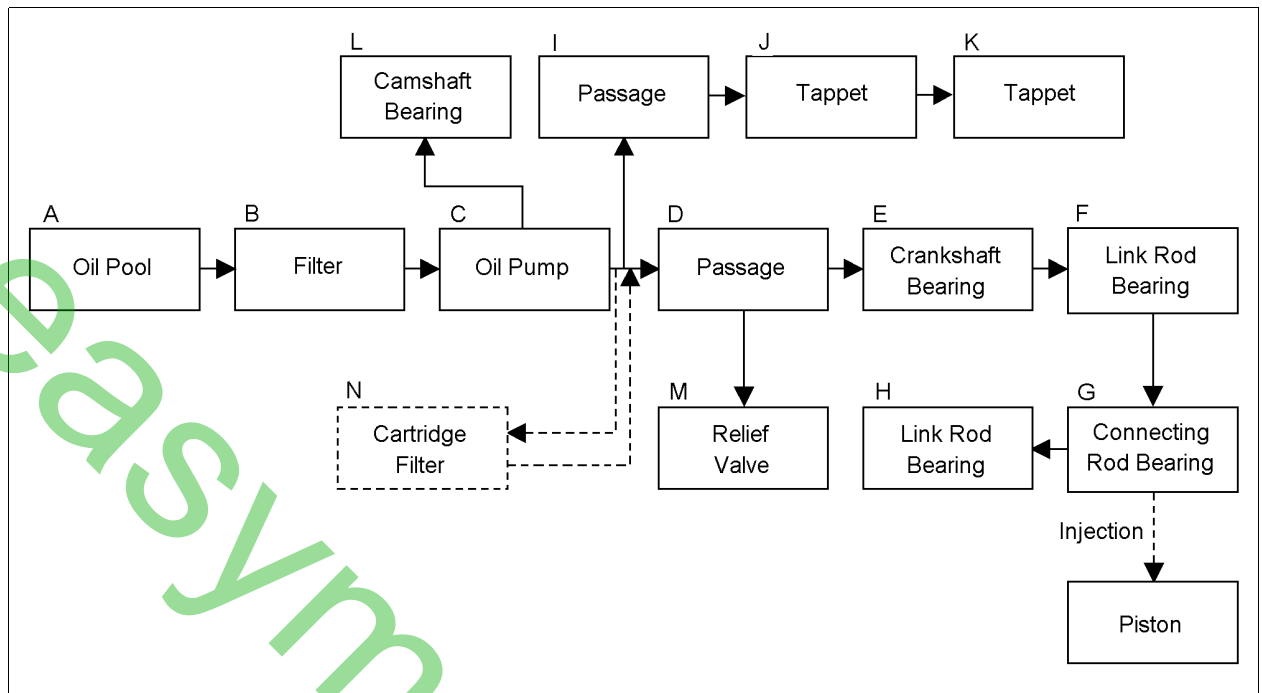 L
Camshaft
Bearing
I
Passage
J
Tappet
K
Tappet
A
Oil Pool
B
Filter
C
Oil Pump
D
Passage
E
Crankshaft
Bearing
F
Link Rod
Bearing
N
Cartridge
Filter
M
Relief
Valve
H
Link Rod
Bearing
G
Connecting
Rod Bearing
Injection
Piston
easym